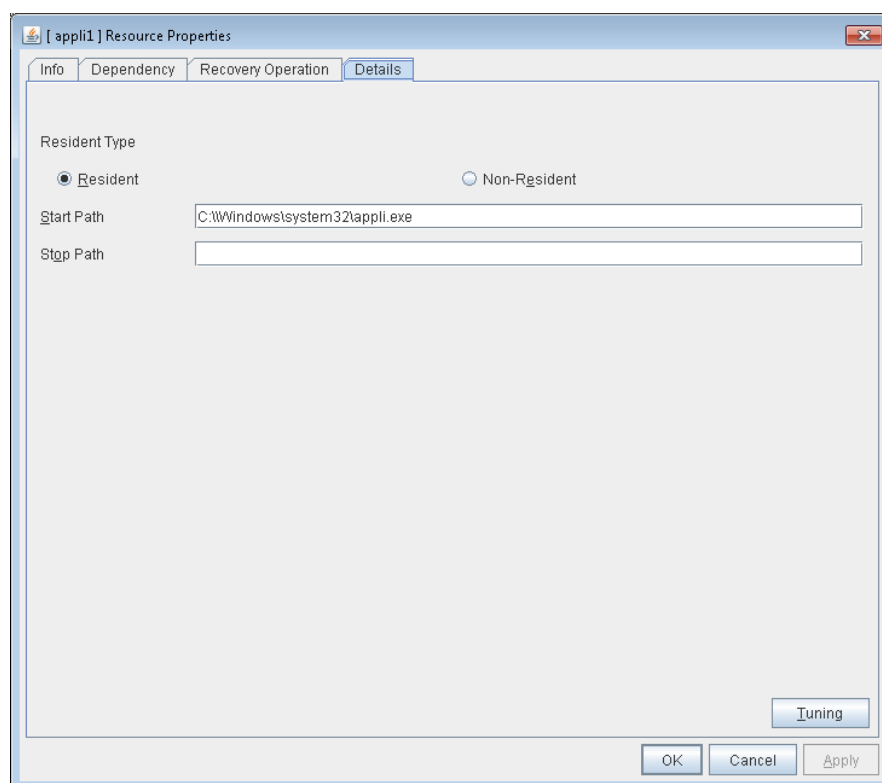 [ appli1 ] Resource Properties
Info Dependency Recovery Operation Details
Resident Type
Resident Non-Resident
Start Path C:\Windows\system32\appli.exe
Stop Path
Tuning
OK Cancel Apply